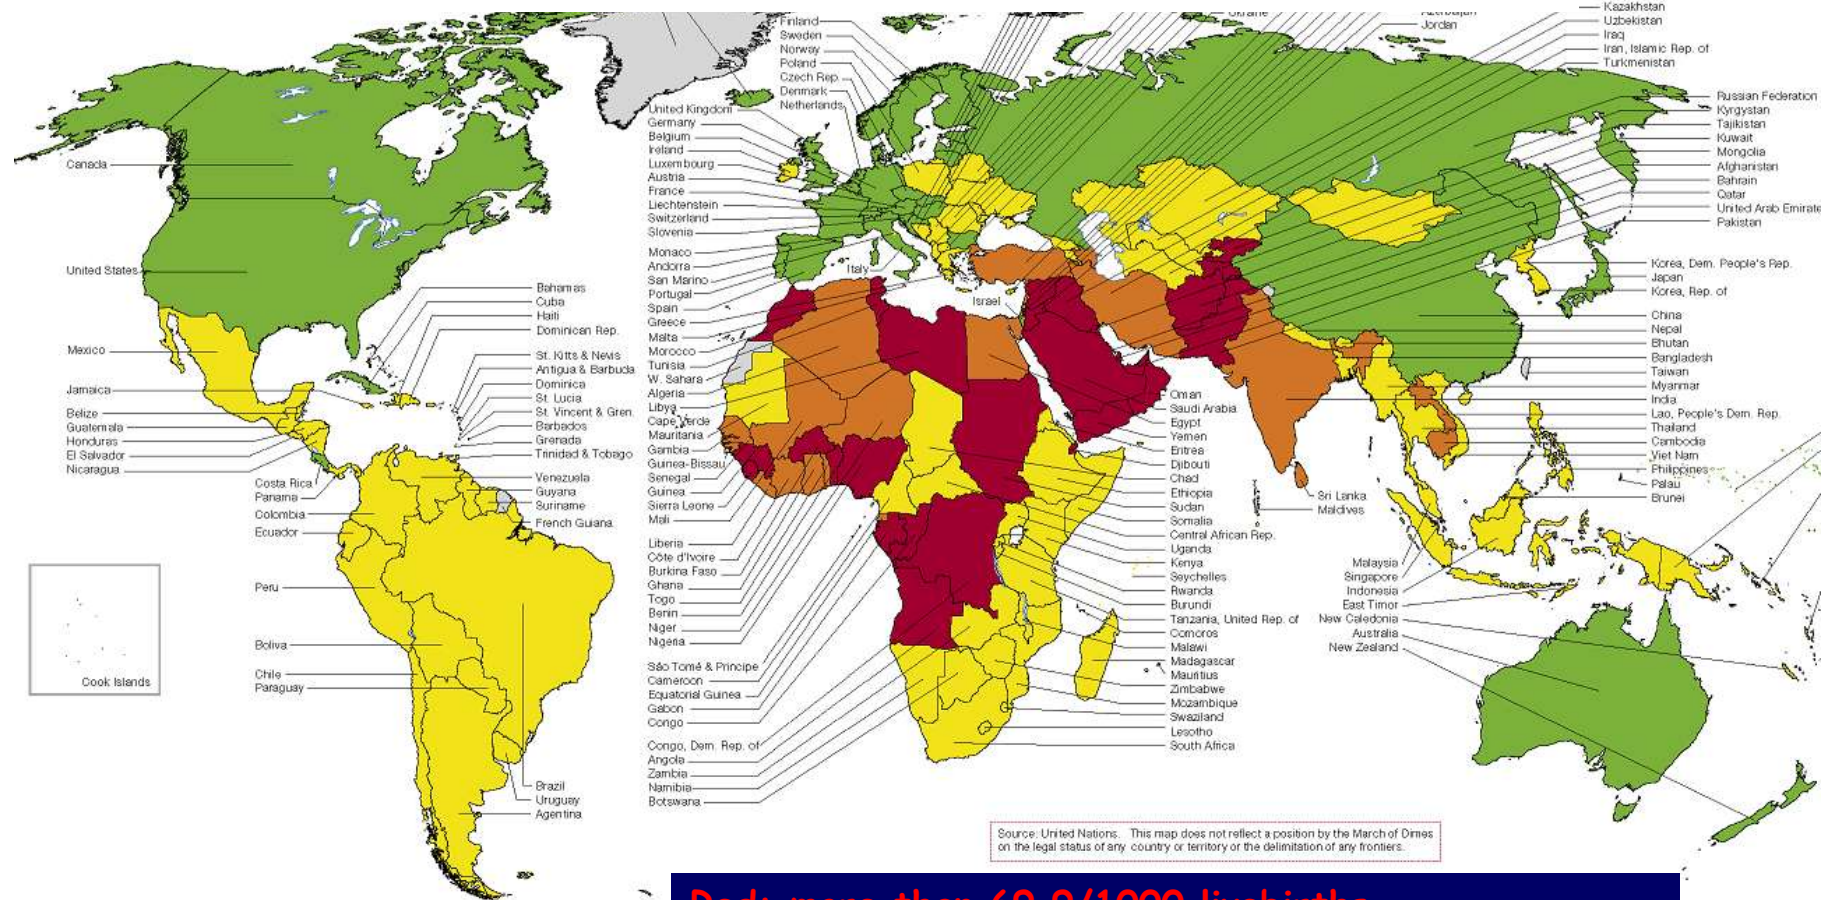 Canada
United States
Mexico
Jamaica
Belize
Guatemala
Honduras
El Salvador
Nicaragua
Costa Rica
Panama
Colombia
Ecuador
Peru
Boliva
Chile
Paraguay
Cook Islands
Bahamas
Cuba
Haiti
Dominican Rep.
St. Kitts & Nevis
Antigua & Barbuda
Dominica
St. Lucia
St. Vincent & Gren.
Barbados
Grenada
Trinidad & Tobago
Venezuela
Guyana
Suriname
French Guiana
Brazil
Uruguay
Agentina
Finland
Sweden
Norway
Poland
Czech Rep.
Denmark
Netherlands
United Kingdom
Germany
Belgium
Ireland
Luxembourg
Austria
France
Liechtenstein
Switzerland
Slovenia
Monaco
Andorra
San Marino
Portugal
Spain
Greece
Malta
Morocco
Tunisia
W. Sahara
Algeria
Libya
Cape Verde
Mauritania
Gambia
Guinea-Bissau
Senegal
Guinea
Sierra Leone
Mali
Liberia
Côte d'Ivoire
Burkina Faso
Ghana
Togo
Benin
Niger
Nigeria
São Tomé & Principe
Cameroon
Equatorial Guinea
Gabon
Congo
Congo, Dem. Rep. of
Angola
Zambia
Namibia
Botswana
Italy
Israel
Ukraine
Azerbaijan
Jordan
Kazakhstan
Uzbekistan
Iraq
Iran, Islamic Rep. of
Turkmenistan
Russian Federation
Kyrgystan
Tajikistan
Kuwait
Mongolia
Afghanistan
Bahrain
Qatar
United Arab Emirate
Pakistan
Korea, Dem. People's Rep.
Japan
Korea, Rep. of
China
Nepal
Bhutan
Bangladesh
Taiwan
Myanmar
India
Lao, People's Dem. Rep.
Thailand
Cambodia
Viet Nam
Philippines
Palau
Brunei
Oman
Saudi Arabia
Egypt
Yemen
Eritrea
Djibouti
Chad
Ethiopia
Sudan
Somalia
Central African Rep.
Uganda
Kenya
Seychelles
Rwanda
Burundi
Tanzania, United Rep. of
Comoros
Malawi
Madagascar
Mauritius
Zimbabwe
Mozambique
Swaziland
Lesotho
South Africa
Sri Lanka
Maldives
Malaysia
Singapore
Indonesia
East Timor
New Caledonia
Australia
New Zealand
Source: United Nations. This map does not reflect a position by the March of Dimes
on the legal status of any country or territory or the delimitation of any frontiers.
more than 69.9/1000 livebirths